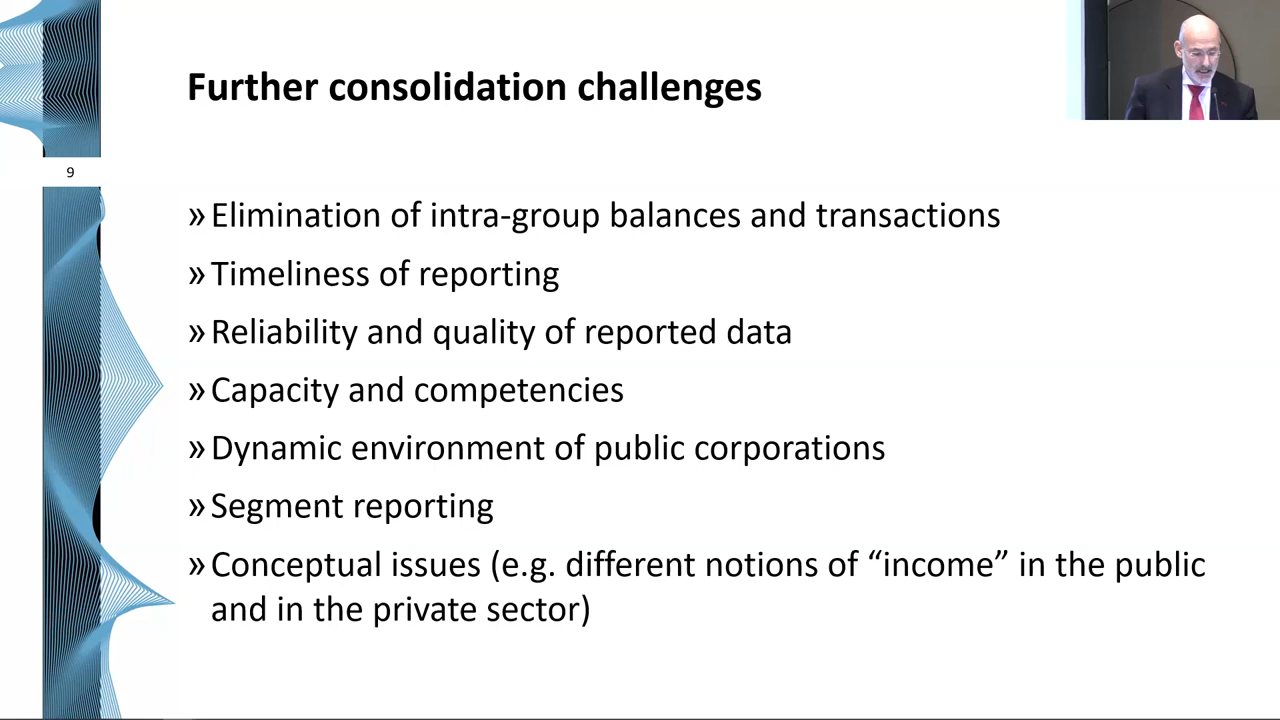 Further consolidation challenges
9
» Elimination of intra-group balances and transactions
» Timeliness of reporting
» Reliability and quality of reported data
» Capacity and competencies
» Dynamic environment of public corporations
» Segment reporting
» Conceptual issues (e.g. different notions of “income” in the public
and in the private sector)